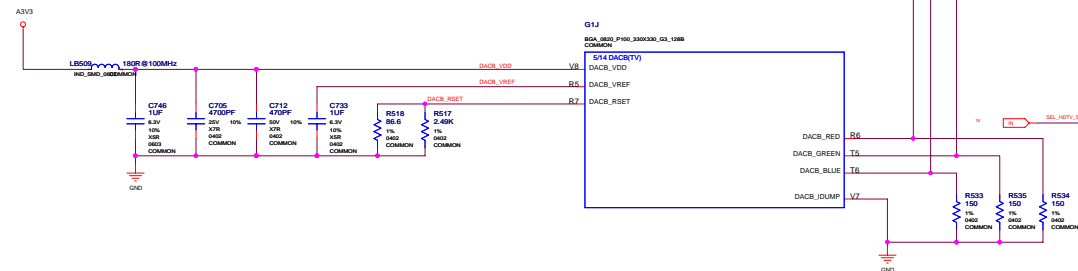 A3V3
LB509 180R@100MHz
COMMON
C746
1UF
6.3V
10%
X5R
0603
COMMON
C705
4700PF
25V 10%
X7R
0402
COMMON
C712
470PF
50V 10%
X7R
0402
COMMON
C733
1UF
6.3V
10%
X5R
0402
COMMON
GND
DACB_VDD
DACB_VREF
DACB_RSET
R518
86.6
1%
0402
COMMON
R517
2.49K
1%
0402
COMMON
G1J
BGA_0820_P100_330X330_G3_128B
COMMON
5/14 DACB(TV)
V8 DACB_VDD
R5 DACB_VREF
R7 DACB_RSET
DACB_RED R6
DACB_GREEN T5
DACB_BLUE T6
DACB_IDUMP V7
IN
R533
150
1%
0402
COMMON
R535
150
1%
0402
COMMON
R534
150
1%
0402
COMMON
GND